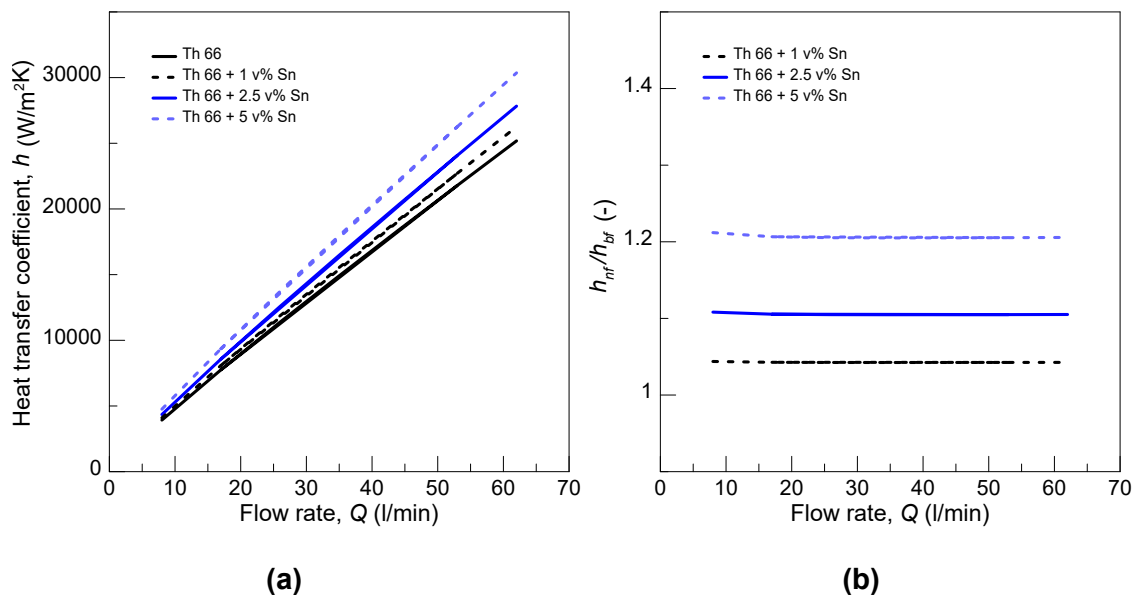 Heat transfer coefficient, h (W/m²K)
30000
20000
10000
0
Th 66
Th 66 + 1 v% Sn
Th 66 + 2.5 v% Sn
Th 66 + 5 v% Sn
0 10 20 30 40 50 60 70
Flow rate, Q (l/min)
(a)
hnf/hbf (-)
1.4
1.2
1
Th 66 + 1 v% Sn
Th 66 + 2.5 v% Sn
Th 66 + 5 v% Sn
0 10 20 30 40 50 60 70
Flow rate, Q (l/min)
(b)